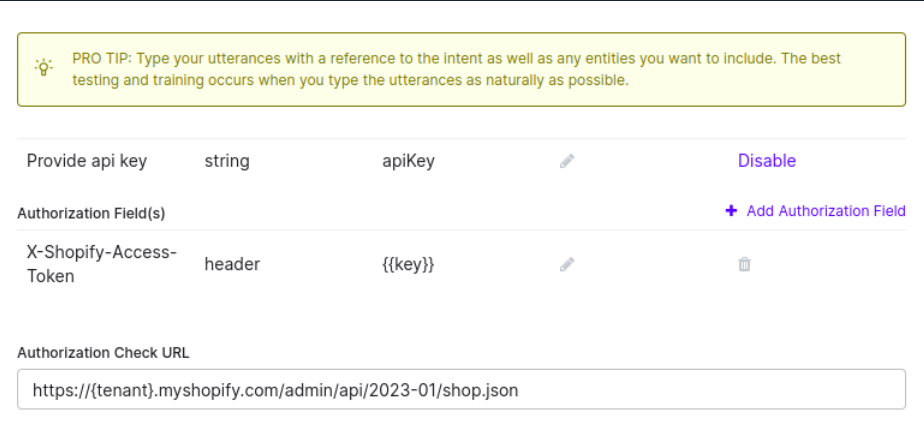 PRO TIP: Type your utterances with a reference to the intent as well as any entities you want to include. The best
testing and training occurs when you type the utterances as naturally as possible.
Provide api key string apiKey Disable
Authorization Field(s) + Add Authorization Field
X-Shopify-Access-
Token header {{key}}
Authorization Check URL
https://{tenant}.myshopify.com/admin/api/2023-01/shop.json